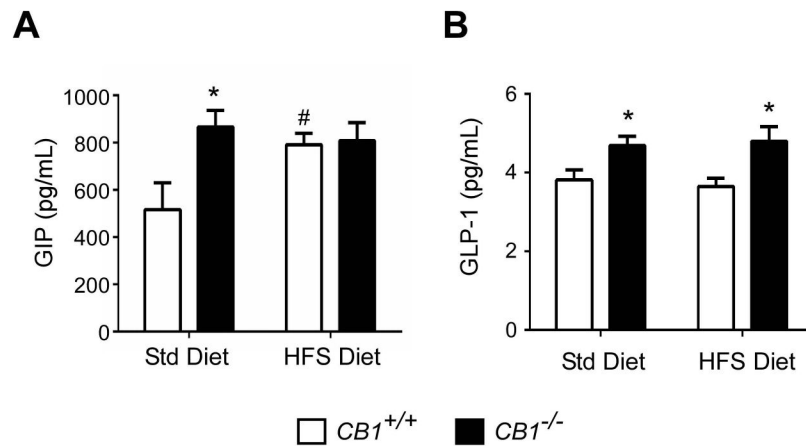 A
GIP (pg/mL)
1000
800
600
400
200
0
*
#
Std Diet
HFS Diet
B
GLP-1 (pg/mL)
6
4
2
0
*
*
Std Diet
HFS Diet
CB1+/+
CB1-/-